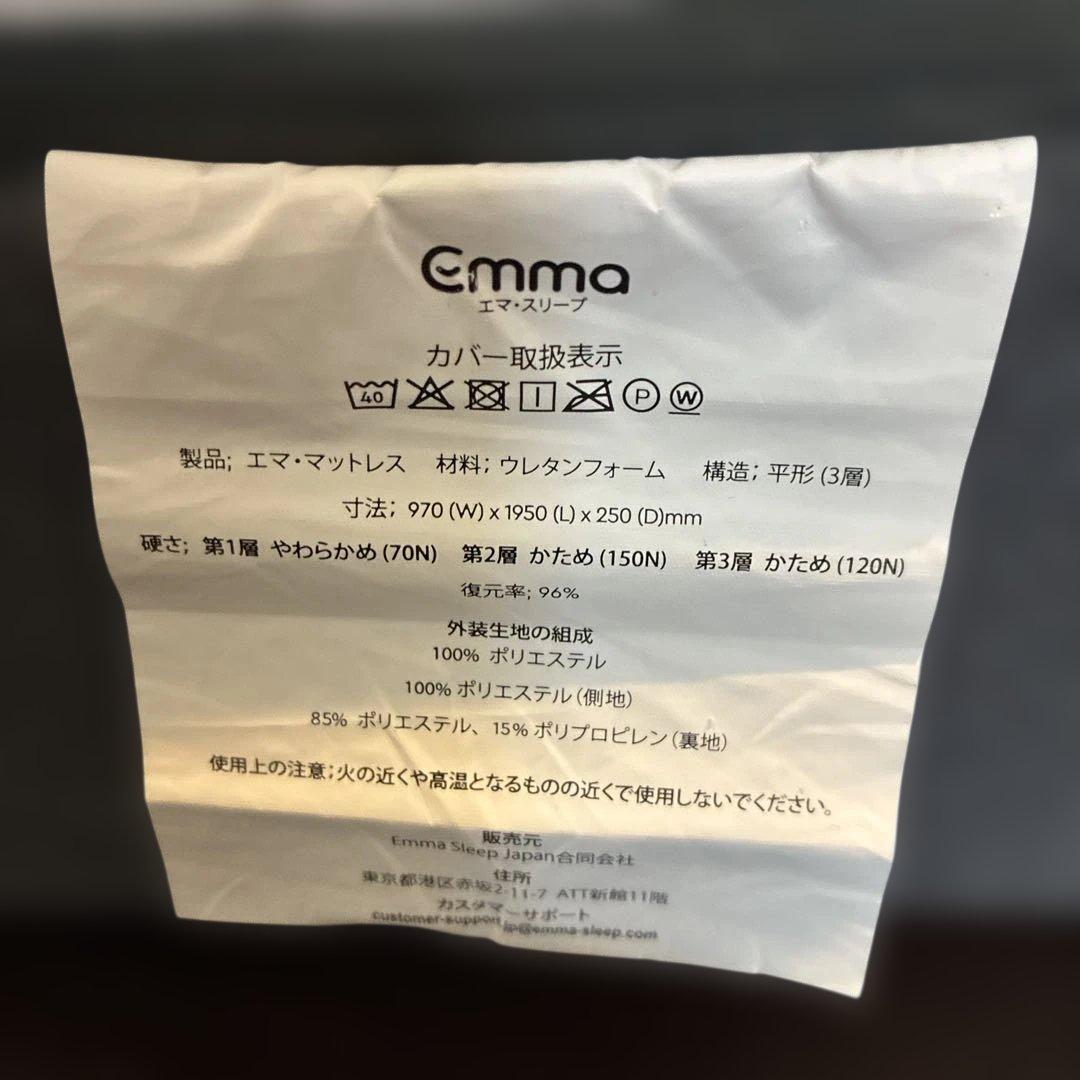 Emma
エマ・スリープ
カバー取扱表示
40 P W
製品; エマ・マットレス 材料; ウレタンフォーム 構造; 平形 (3層)
寸法; 970 (W) x 1950 (L) x 250 (D)mm
硬さ; 第1層 やわらかめ (70N) 第2層 かため (150N) 第3層 かため (120N)
復元率; 96%
外装生地の組成
100% ポリエステル
100% ポリエステル (側地)
85% ポリエステル、15% ポリプロピレン (裏地)
使用上の注意;火の近くや高温となるものの近くで使用しないでください。
販売元
Emma Sleep Japan合同会社
住所
東京都港区赤坂2-11-7 ATT新館11階
カスタマーサポート
customer-support.jp@emma-sleep.com